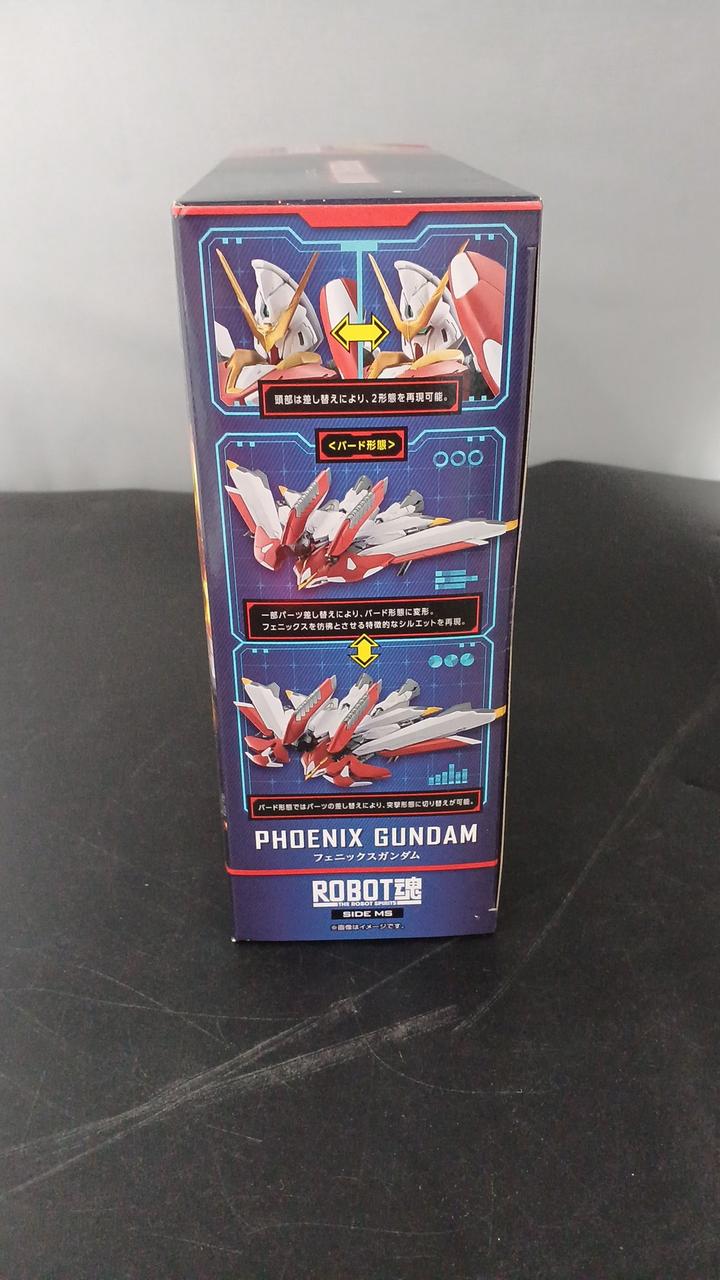 頭部は差し替えにより、2形態を再現可能。
<バード形態>
一部パーツ差し替えにより、バード形態に変形。
フェニックスを彷彿とさせる特徴的なシルエットを再現。
バード形態ではパーツの差し替えにより、突撃形態に切り替えが可能。
PHOENIX GUNDAM
フェニックスガンダム
ROBOT魂
THE ROBOT SPIRITS
SIDE MS
※画像はイメージです。